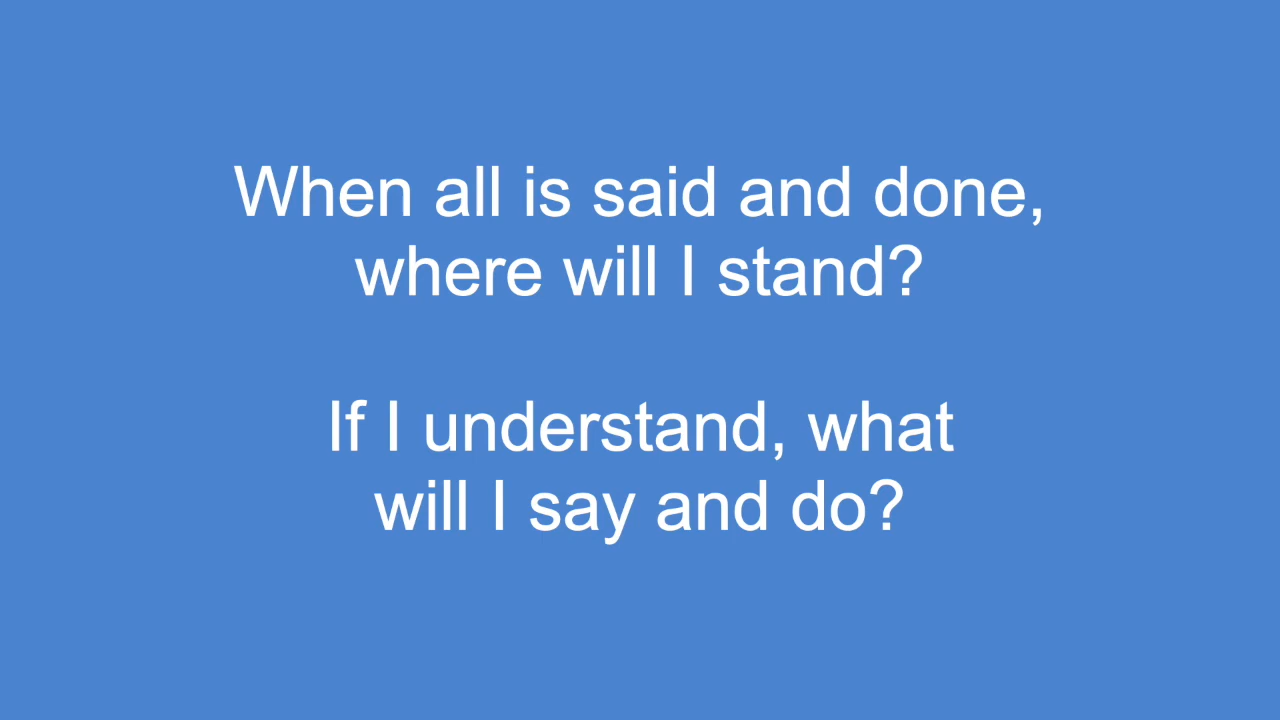 When all is said and done,
where will I stand?
If I understand, what
will I say and do?